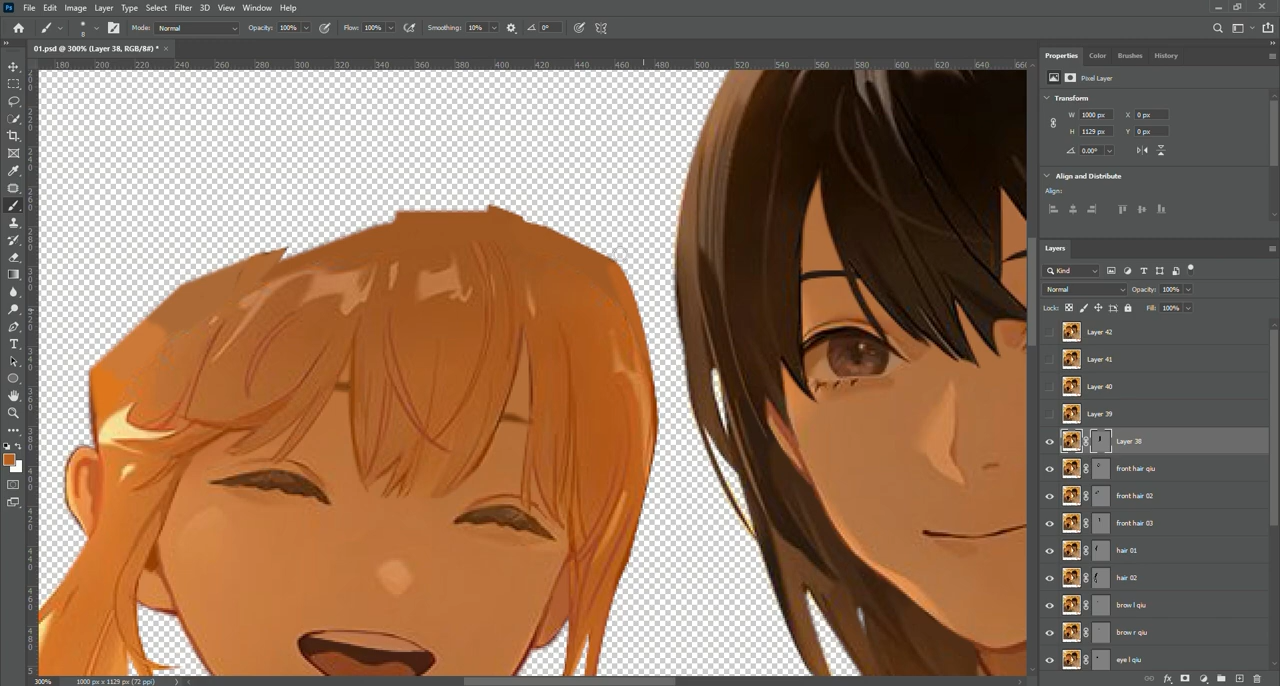 Ps File Edit Image Layer Type Select Filter 3D View Window Help
8 Mode: Normal Opacity: 100% Flow: 100% Smoothing: 10% 0°
01.psd @ 300% (Layer 38, RGB/8#) * ×
180 200 220 240 260 280 300 320 340 360 380 400 420 440 460 480 500 520 540 560 580 600 620 640 660
Properties Color Brushes History
Pixel Layer
Transform
W 1000 px X 0 px
H 1129 px Y 0 px
0.00°
Align and Distribute
Align:
Layers
Kind
Normal Opacity: 100%
Lock: Fill: 100%
Layer 42
Layer 41
Layer 40
Layer 39
Layer 38
front hair qiu
front hair 02
front hair 03
hair 01
hair 02
brow l qiu
brow r qiu
eye l qiu
300% 1000 px x 1129 px (72 ppi)